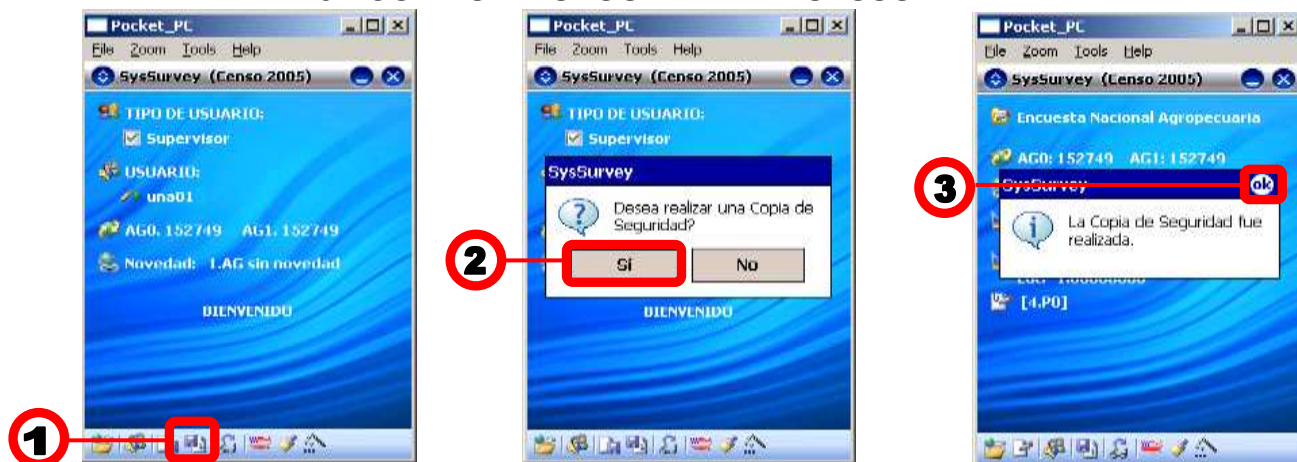 Pocket_PC
File Zoom Tools Help
SysSurvey (Censo 2005)
TIPO DE USUARIO:
Supervisor
USUARIO:
una01
AG0: 152749 AG1: 152749
Novedad: 1.AG sin novedad
BIENVENIDO
1
Pocket_PC
File Zoom Tools Help
SysSurvey (Censo 2005)
TIPO DE USUARIO:
Supervisor
SysSurvey
Desea realizar una Copia de
Seguridad?
Sí No
BIENVENIDO
2
Pocket_PC
File Zoom Tools Help
SysSurvey (Censo 2005)
Encuesta Nacional Agropecuaria
AG0: 152749 AG1: 152749
SysSurvey ok
La Copia de Seguridad fue
realizada.
[4.P0]
3